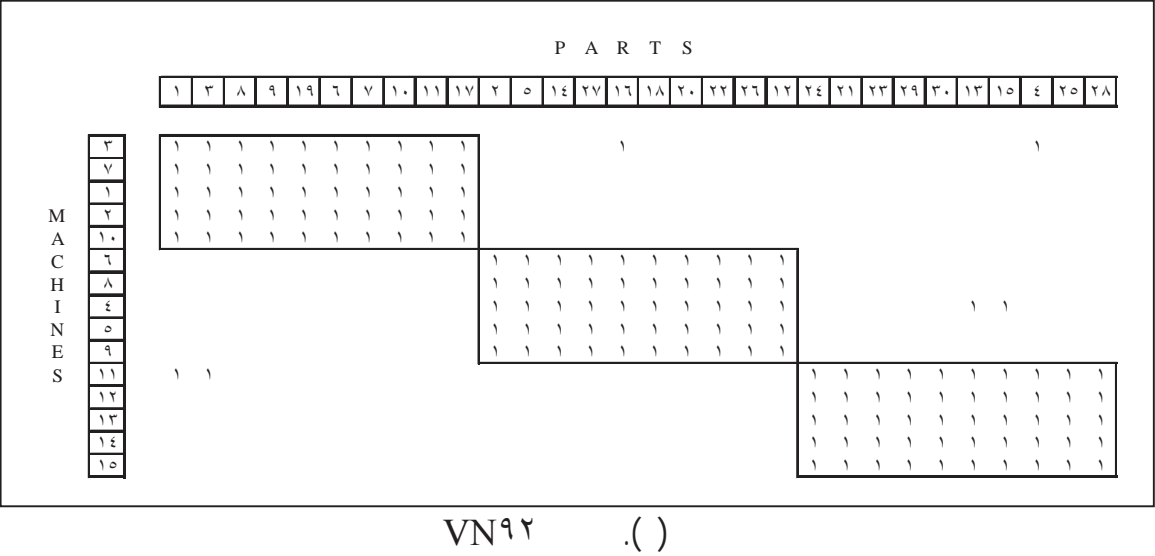 P A R T S
١ ٣ ٨ ٩ ١٩ ٦ ٧ ١٠ ١١ ١٧ ٢ ٥ ١٤ ٢٧ ١٦ ١٨ ٢٠ ٢٢ ٢٦ ١٢ ٢٤ ٢١ ٢٣ ٢٩ ٣٠ ١٣ ١٥ ٤ ٢٥ ٢٨
٣ ١ ١ ١ ١ ١ ١ ١ ١ ١ ١ ١ ١
٧ ١ ١ ١ ١ ١ ١ ١ ١ ١ ١
١ ١ ١ ١ ١ ١ ١ ١ ١ ١ ١
M ٢ ١ ١ ١ ١ ١ ١ ١ ١ ١ ١
A ١٠ ١ ١ ١ ١ ١ ١ ١ ١ ١ ١
C ٦ ١ ١ ١ ١ ١ ١ ١ ١ ١ ١
H ٨ ١ ١ ١ ١ ١ ١ ١ ١ ١ ١
I ٤ ١ ١ ١ ١ ١ ١ ١ ١ ١ ١ ١ ١
N ٥ ١ ١ ١ ١ ١ ١ ١ ١ ١ ١
E ٩ ١ ١ ١ ١ ١ ١ ١ ١ ١ ١
S ١١ ١ ١ ١ ١ ١ ١ ١ ١ ١ ١ ١ ١
١٢ ١ ١ ١ ١ ١ ١ ١ ١ ١ ١
١٣ ١ ١ ١ ١ ١ ١ ١ ١ ١ ١
١٤ ١ ١ ١ ١ ١ ١ ١ ١ ١ ١
١٥ ١ ١ ١ ١ ١ ١ ١ ١ ١ ١
VN٩٢ .( )